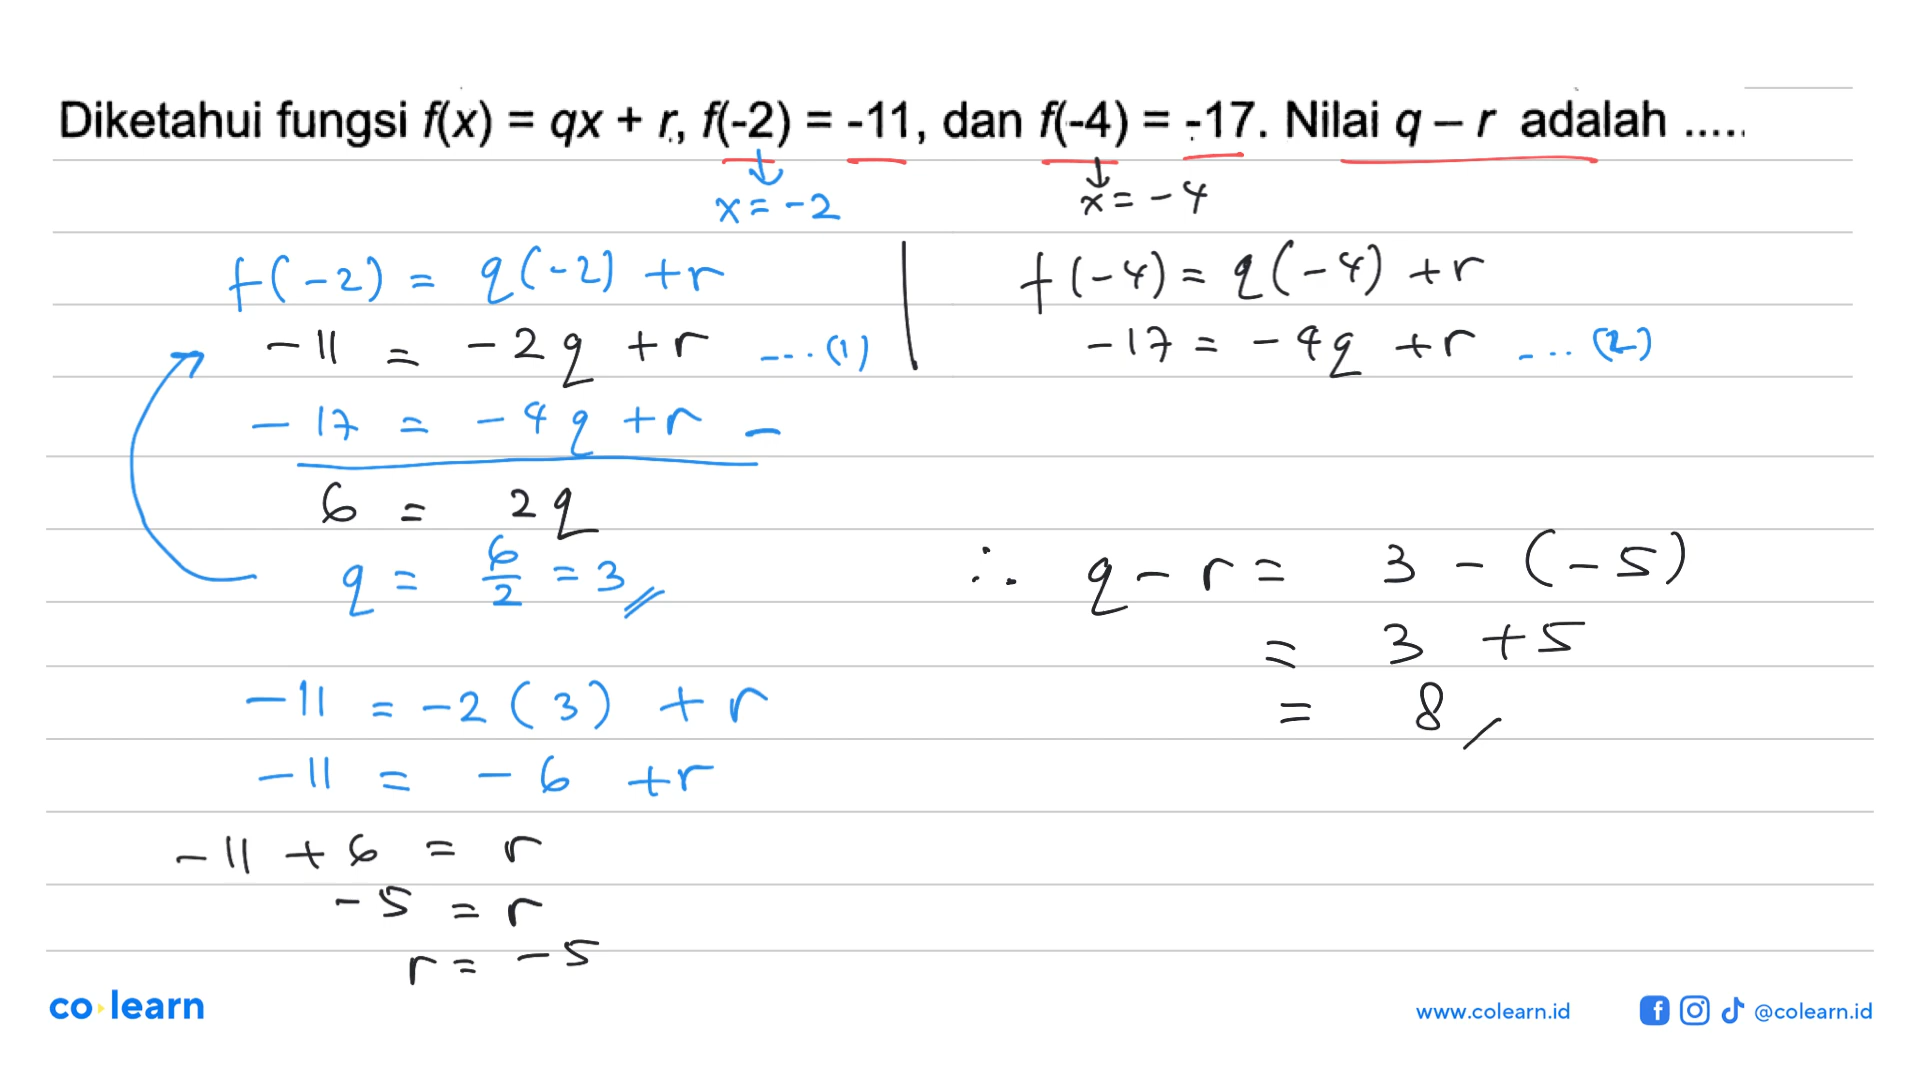 Diketahui fungsi f(x) = qx + r, f(-2) = -11, dan f(-4) = -17. Nilai q – r adalah .....
x = -2
x = -4
f(-2) = q(-2) + r
-11 = -2q + r ---(1)
-17 = -4q + r -
6 = 2q
q = 6/2 = 3
-11 = -2(3) + r
-11 = -6 + r
-11 + 6 = r
-5 = r
r = -5
f(-4) = q(-4) + r
-17 = -4q + r ---(2)
∴ q - r = 3 - (-5)
= 3 + 5
= 8
co learn
www.colearn.id
@colearn.id